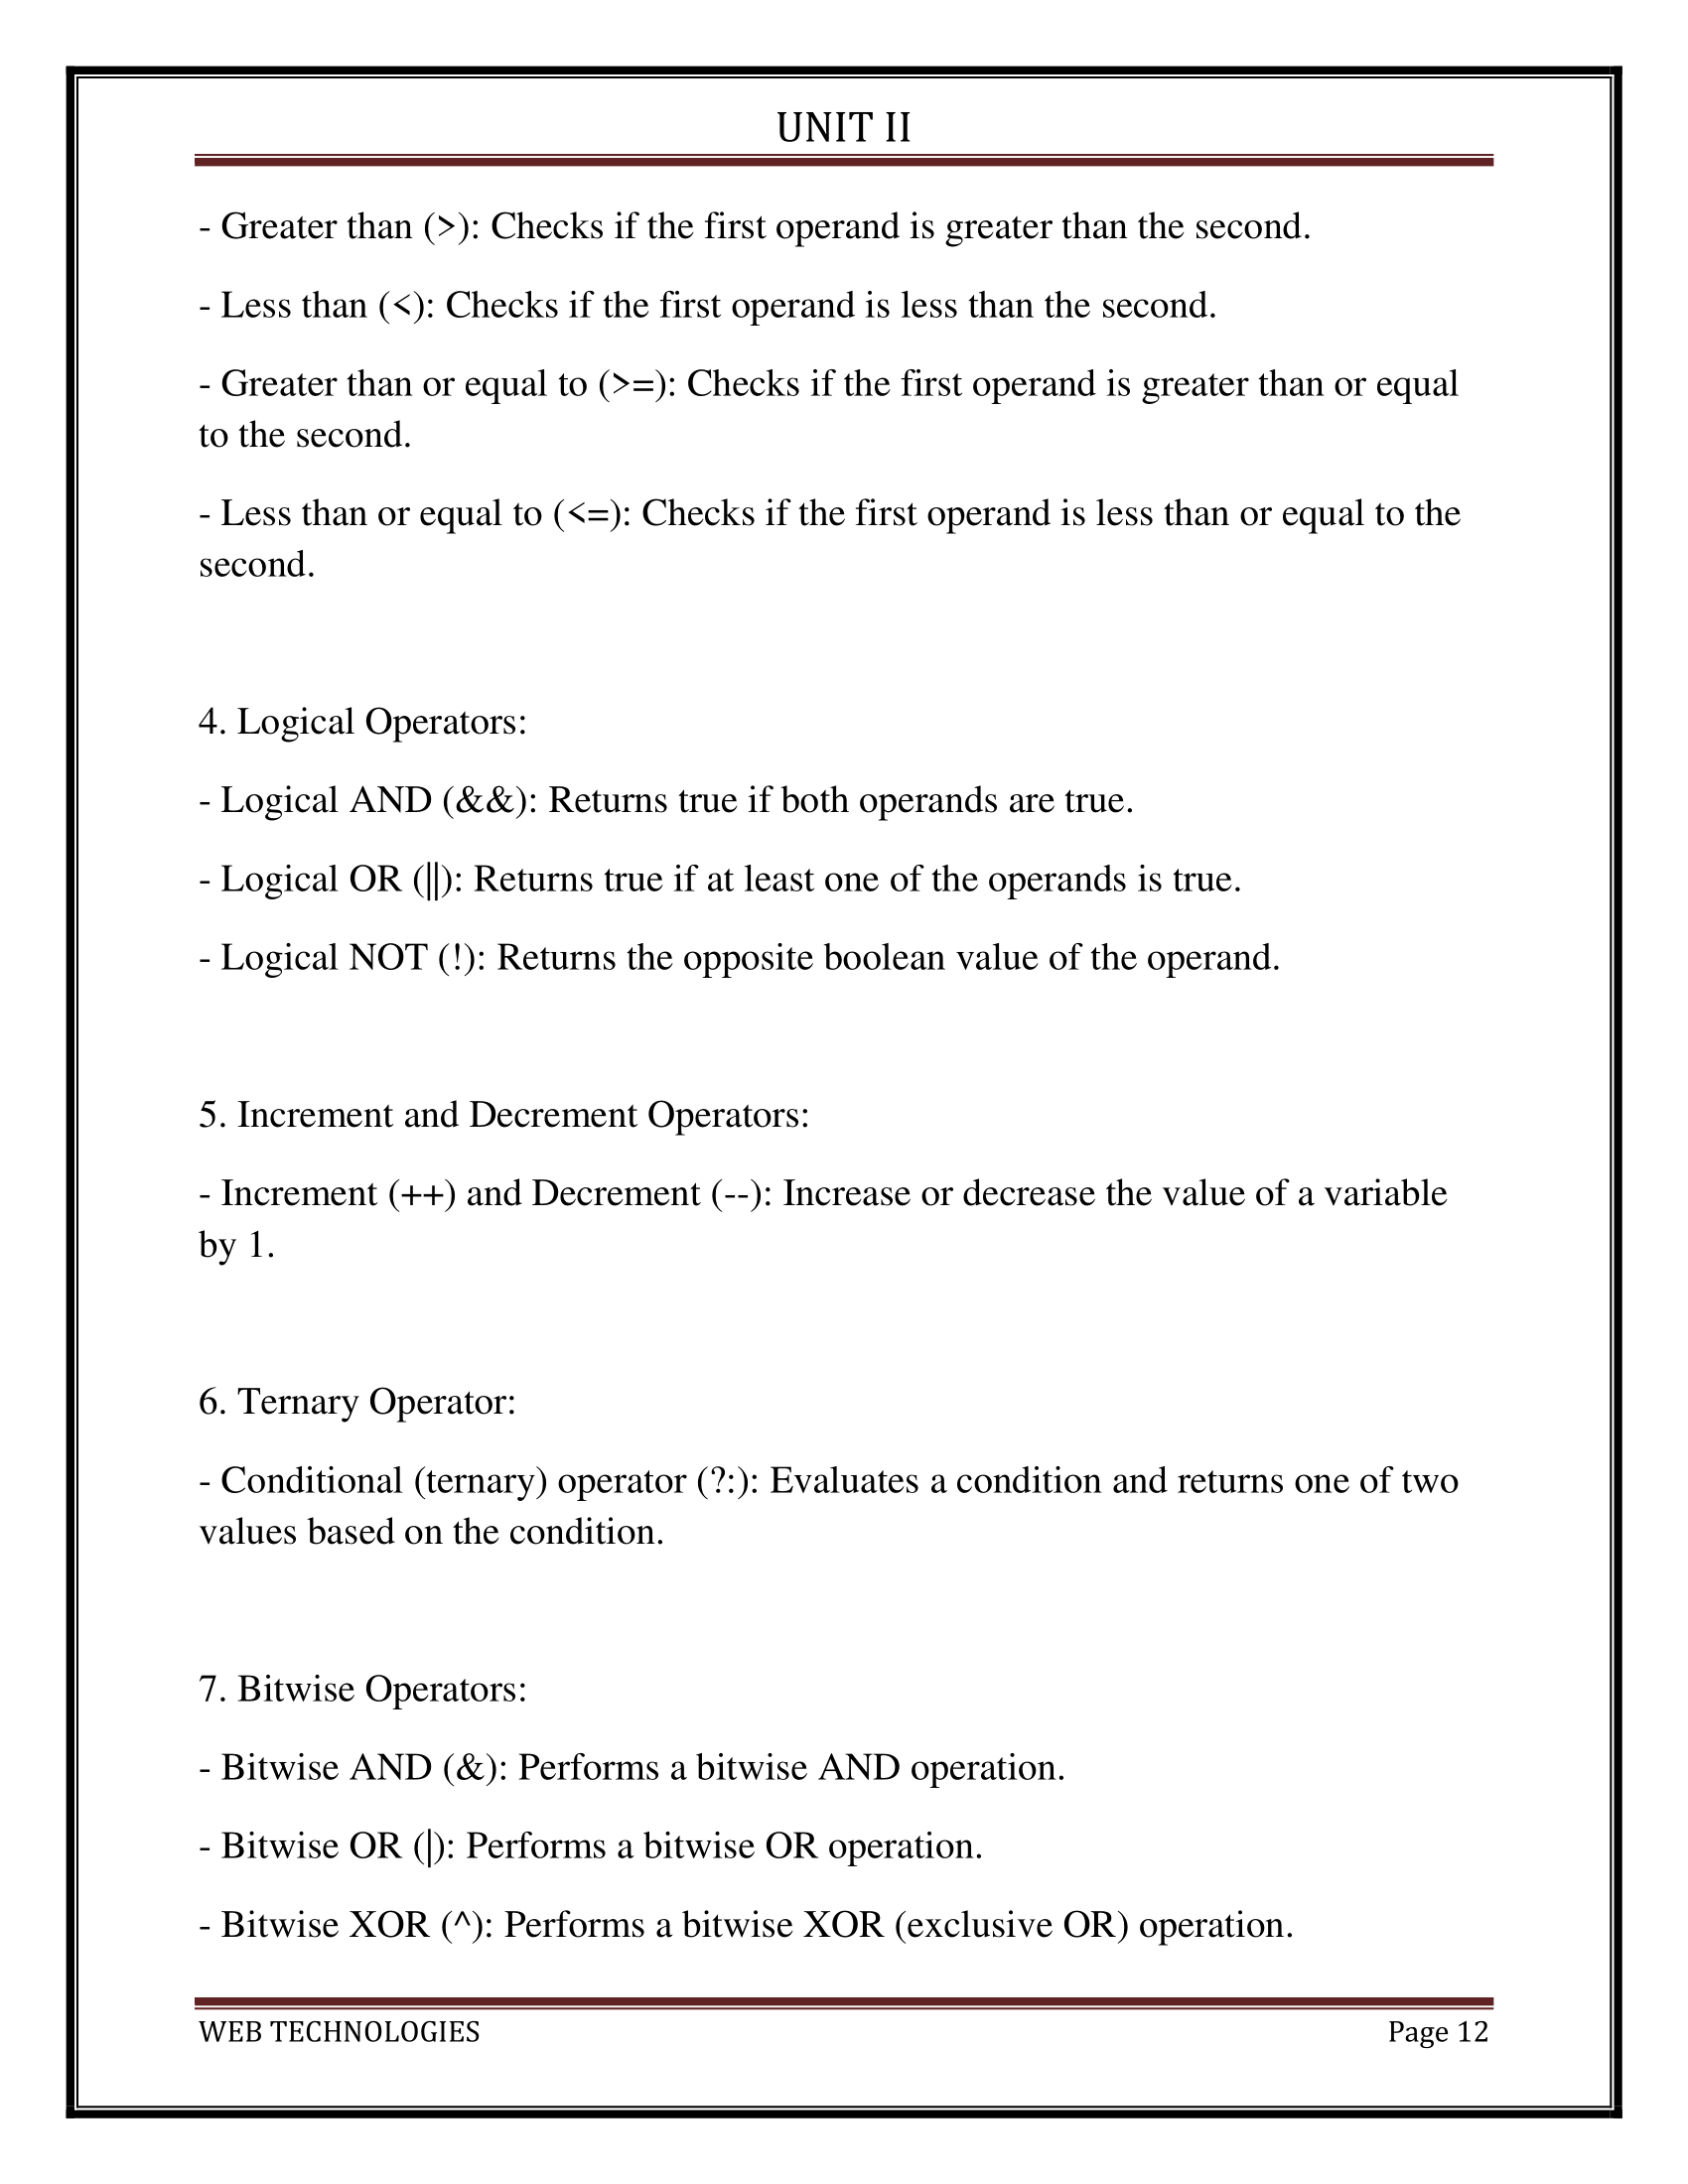 UNIT II
- Greater than (>): Checks if the first operand is greater than the second.
- Less than (<): Checks if the first operand is less than the second.
- Greater than or equal to (>=): Checks if the first operand is greater than or equal
to the second.
- Less than or equal to (<=): Checks if the first operand is less than or equal to the
second.
4. Logical Operators:
- Logical AND (&&): Returns true if both operands are true.
- Logical OR (||): Returns true if at least one of the operands is true.
- Logical NOT (!): Returns the opposite boolean value of the operand.
5. Increment and Decrement Operators:
- Increment (++) and Decrement (--): Increase or decrease the value of a variable
by 1.
6. Ternary Operator:
- Conditional (ternary) operator (?:): Evaluates a condition and returns one of two
values based on the condition.
7. Bitwise Operators:
- Bitwise AND (&): Performs a bitwise AND operation.
- Bitwise OR (|): Performs a bitwise OR operation.
- Bitwise XOR (^): Performs a bitwise XOR (exclusive OR) operation.
WEB TECHNOLOGIES Page 12